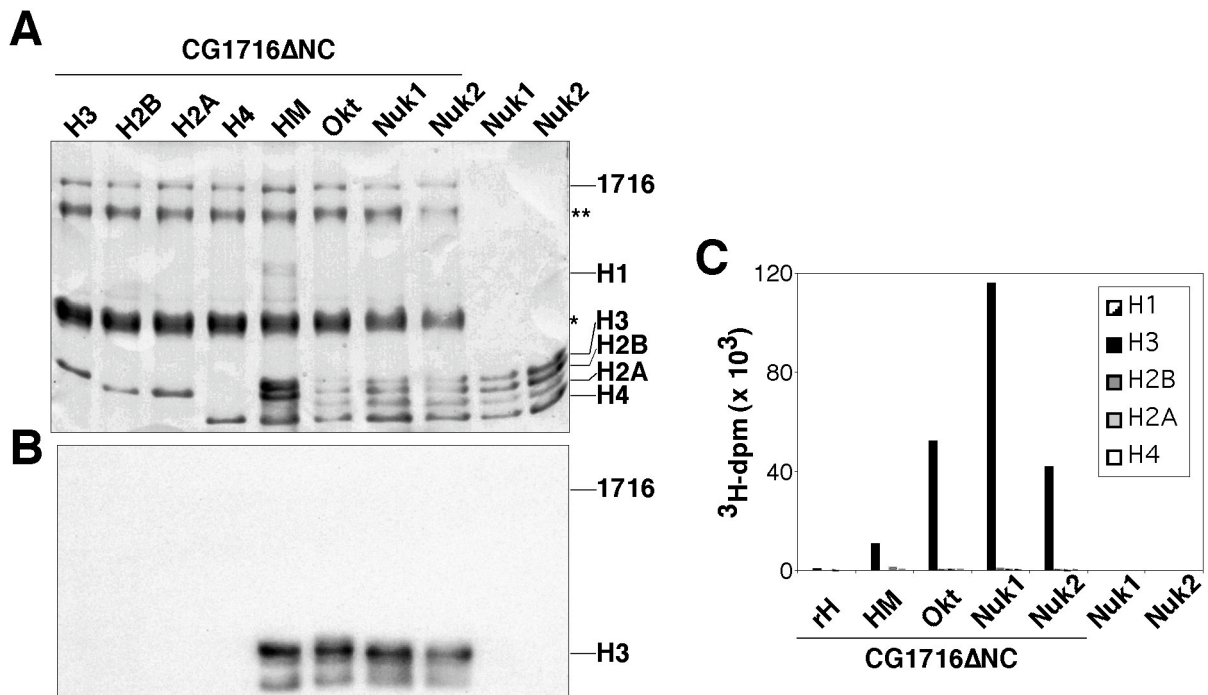 A
CG1716ΔNC
H3 H2B H2A H4 HM Okt Nuk1 Nuk2 Nuk1 Nuk2
1716
**
H1
*
H3
H2B
H2A
H4
B
1716
H3
C
120
80
40
0
³H-dpm (x 10³)
H1
H3
H2B
H2A
H4
rH HM Okt Nuk1 Nuk2 Nuk1 Nuk2
CG1716ΔNC